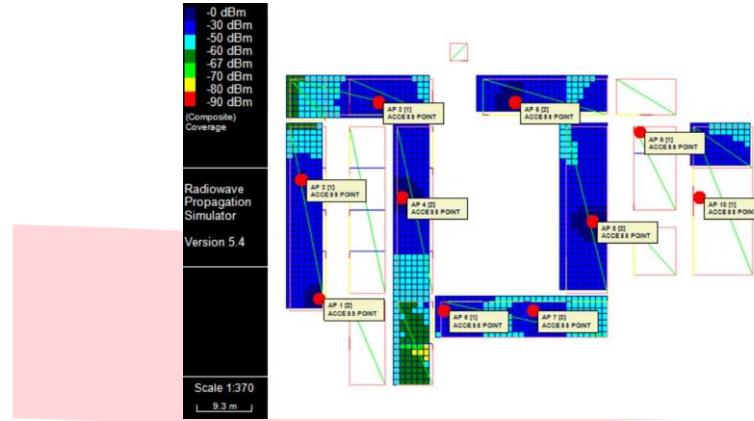 -0 dBm
-30 dBm
-50 dBm
-60 dBm
-67 dBm
-70 dBm
-80 dBm
-90 dBm
(Composite)
Coverage
Radiowave
Propagation
Simulator
Version 5.4
Scale 1:370
9.3 m
AP 3 [1]
ACCESS POINT
AP 5 [2]
ACCESS POINT
AP 9 [1]
ACCESS POINT
AP 2 [1]
ACCESS POINT
AP 4 [2]
ACCESS POINT
AP 10 [1]
ACCESS POINT
AP 8 [2]
ACCESS POINT
AP 1 [2]
ACCESS POINT
AP 6 [1]
ACCESS POINT
AP 7 [2]
ACCESS POINT